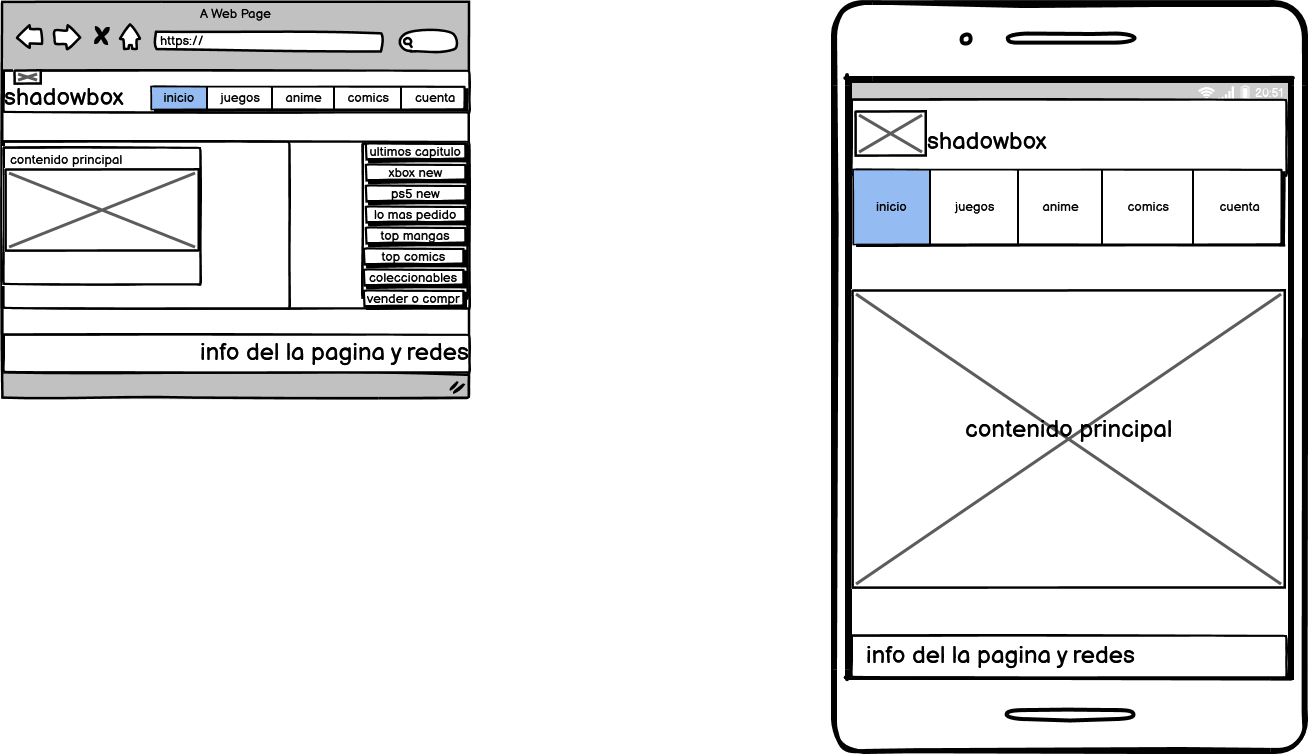 A Web Page
https://
shadowbox
inicio juegos anime comics cuenta
contenido principal
ultimos capitulo
xbox new
ps5 new
lo mas pedido
top mangas
top comics
coleccionables
vender o compr
info del la pagina y redes
20:51
shadowbox
inicio juegos anime comics cuenta
contenido principal
info del la pagina y redes